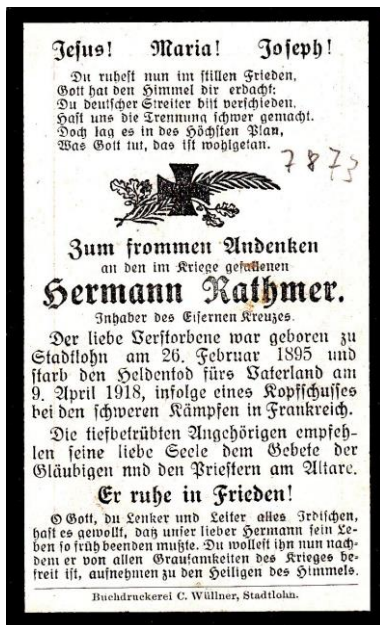 Jesus! Maria! Joseph!
Du ruhest nun im stillen Frieden,
Gott hat den Himmel dir erdacht;
Du deutscher Streiter bist verschieden,
Hast uns die Trennung schwer gemacht.
Doch lag es in des Höchsten Plan,
Was Gott tut, das ist wohlgetan.
7873
Zum frommen Andenken
an den im Kriege gefallenen
Hermann Rathmer.
Inhaber des Eisernen Kreuzes.
Der liebe Verstorbene war geboren zu
Stadtlohn am 26. Februar 1895 und
starb den Heldentod fürs Vaterland am
9. April 1918, infolge eines Kopfschusses
bei den schweren Kämpfen in Frankreich.
Die tiefbetrübten Angehörigen empfeh-
len seine liebe Seele dem Gebete der
Gläubigen nnd den Priestern am Altare.
Er ruhe in Frieden!
O Gott, du Lenker und Leiter alles Irdischen,
hast es gewollt, daß unser lieber Hermann sein Le-
ben so früh beenden mußte. Du wollest ihn nun nach-
dem er von allen Grausamkeiten des Krieges be-
freit ist, aufnehmen zu den Heiligen des Himmels.
Buchdruckerei C. Wüllner, Stadtlohn.